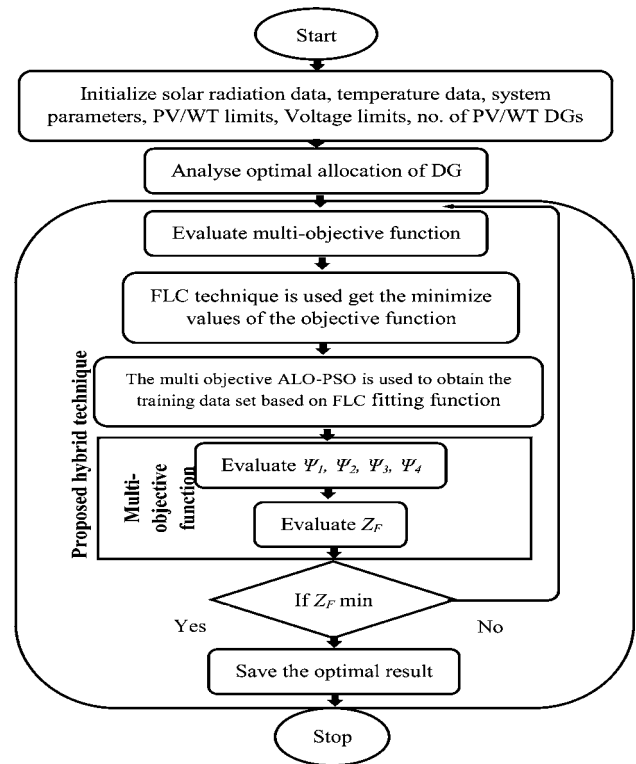 Start
Initialize solar radiation data, temperature data, system
parameters, PV/WT limits, Voltage limits, no. of PV/WT DGs
Analyse optimal allocation of DG
Evaluate multi-objective function
FLC technique is used get the minimize
values of the objective function
The multi objective ALO-PSO is used to obtain the
training data set based on FLC fitting function
Proposed hybrid technique
Multi-
objective
function
Evaluate Ψ1, Ψ2, Ψ3, Ψ4
Evaluate ZF
If ZF min
Yes
No
Save the optimal result
Stop